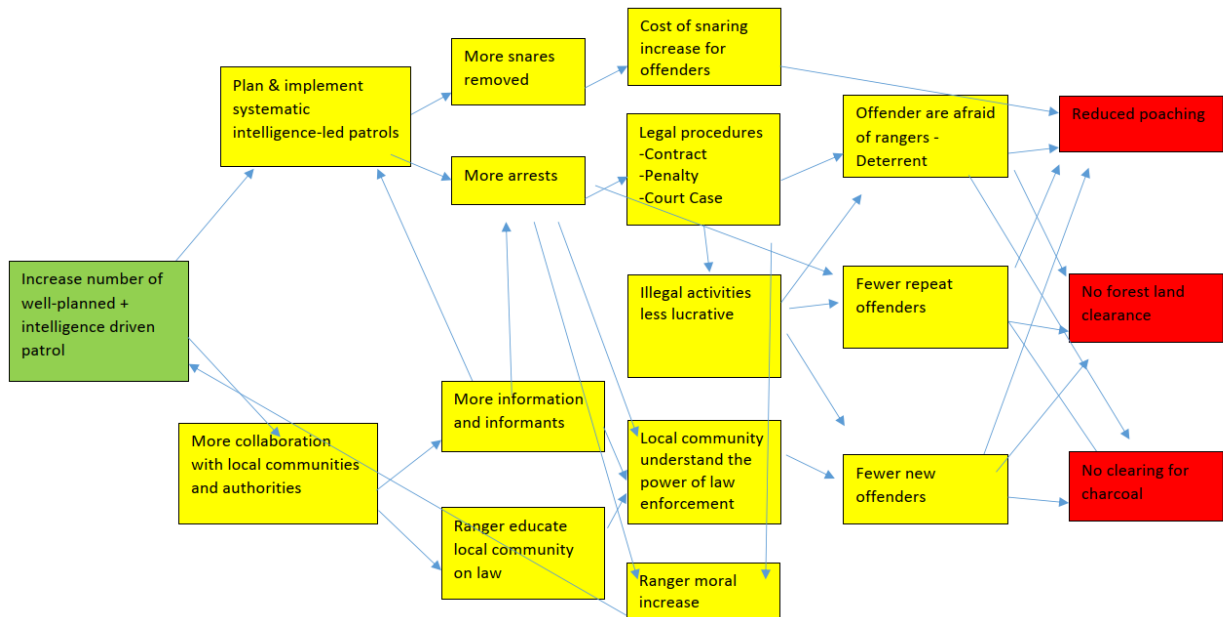 Increase number of
well-planned +
intelligence driven
patrol
Plan & implement
systematic
intelligence-led patrols
More collaboration
with local communities
and authorities
More snares
removed
More arrests
More information
and informants
Ranger educate
local community
on law
Cost of snaring
increase for
offenders
Legal procedures
-Contract
-Penalty
-Court Case
Illegal activities
less lucrative
Local community
understand the
power of law
enforcement
Ranger moral
increase
Offender are afraid
of rangers -
Deterrent
Fewer repeat
offenders
Fewer new
offenders
Reduced poaching
No forest land
clearance
No clearing for
charcoal